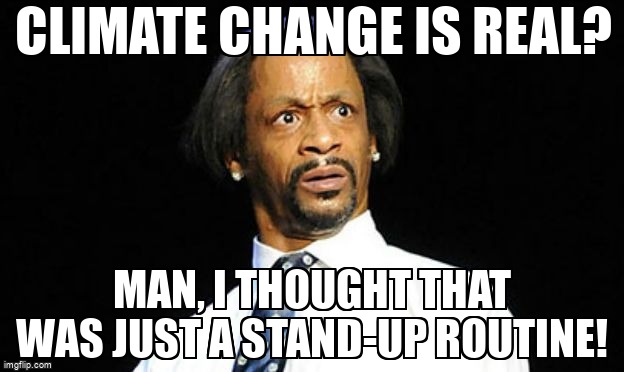 CLIMATE CHANGE IS REAL?
MAN, I THOUGHT THAT
WAS JUST A STAND-UP ROUTINE!
imgflip.com